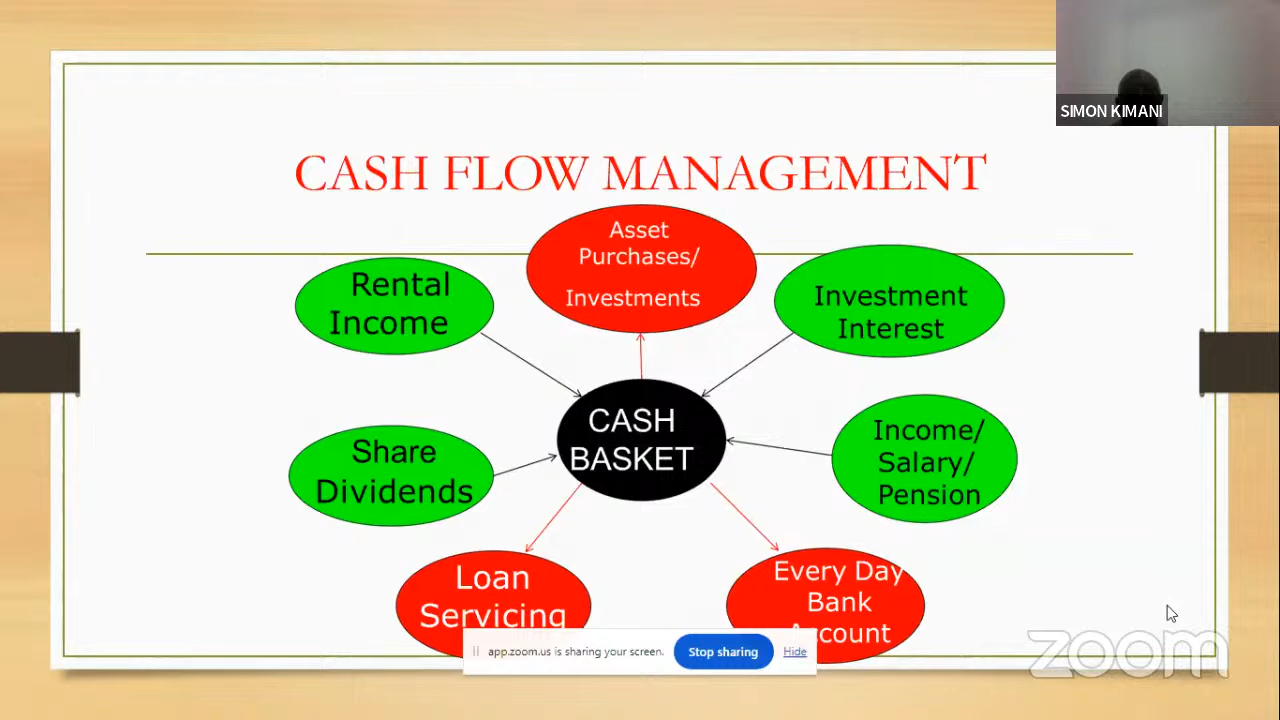 SIMON KIMANI
CASH FLOW MANAGEMENT
Asset
Purchases/
Investments
Rental
Income
Investment
Interest
CASH
BASKET
Share
Dividends
Income/
Salary/
Pension
Loan
Servicing
Every Day
Bank
Account
app.zoom.us is sharing your screen.
Stop sharing
Hide
zoom